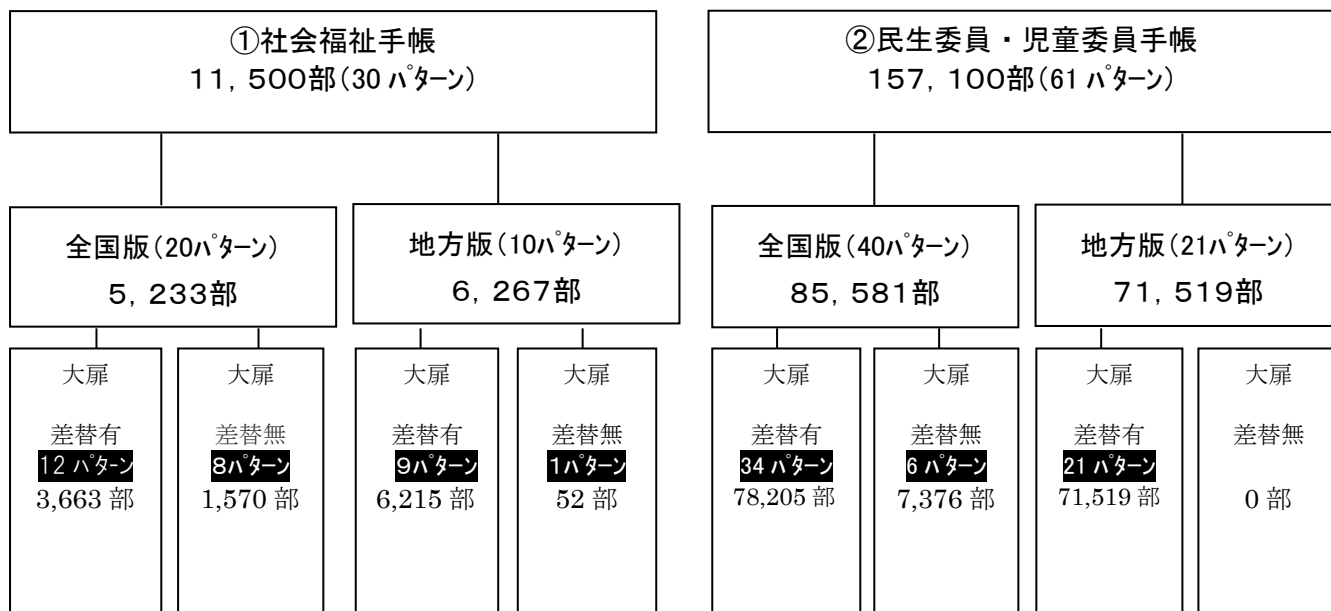 ①社会福祉手帳
11,500部(30 ﾊﾟﾀｰﾝ)
②民生委員・児童委員手帳
157,100部(61 ﾊﾟﾀｰﾝ)
全国版(20ﾊﾟﾀｰﾝ)
5,233部
地方版(10ﾊﾟﾀｰﾝ)
6,267部
全国版(40ﾊﾟﾀｰﾝ)
85,581部
地方版(21ﾊﾟﾀｰﾝ)
71,519部
大扉
差替有
12 ﾊﾟﾀｰﾝ
3,663 部
大扉
差替無
8ﾊﾟﾀｰﾝ
1,570 部
大扉
差替有
9ﾊﾟﾀｰﾝ
6,215 部
大扉
差替無
1ﾊﾟﾀｰﾝ
52 部
大扉
差替有
34 ﾊﾟﾀｰﾝ
78,205 部
大扉
差替無
6 ﾊﾟﾀｰﾝ
7,376 部
大扉
差替有
21 ﾊﾟﾀｰﾝ
71,519 部
大扉
差替無
0 部